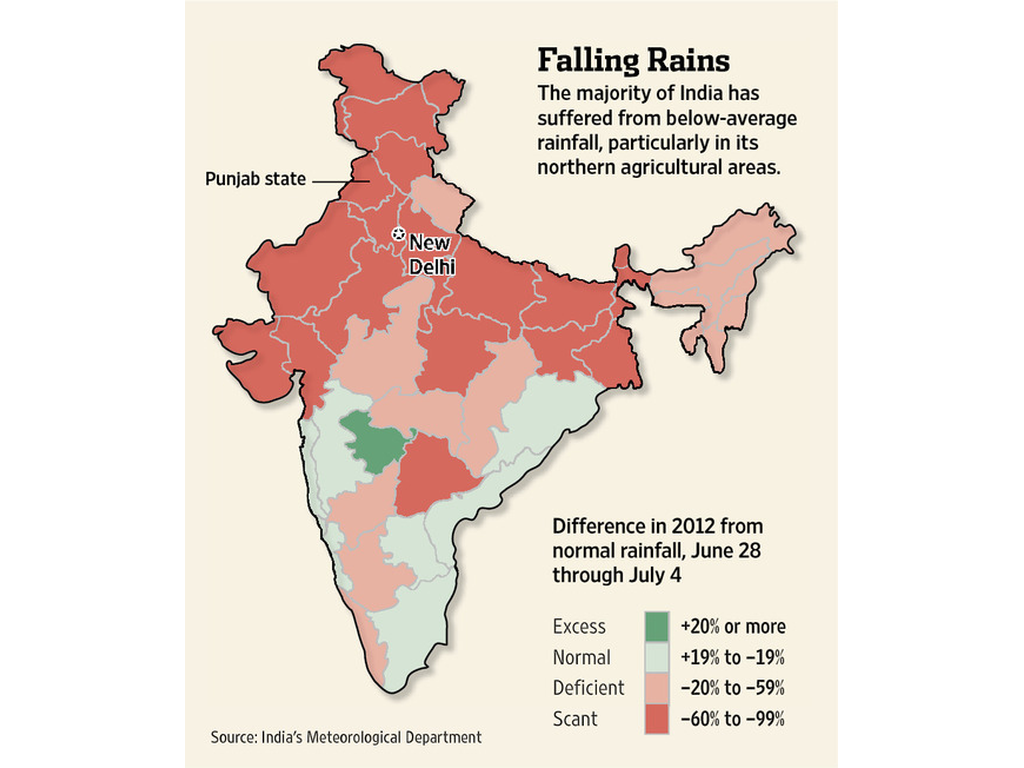 Falling Rains
The majority of India has
suffered from below-average
rainfall, particularly in its
northern agricultural areas.
Punjab state
New
Delhi
Difference in 2012 from
normal rainfall, June 28
through July 4
Excess +20% or more
Normal +19% to –19%
Deficient –20% to –59%
Scant –60% to –99%
Source: India's Meteorological Department